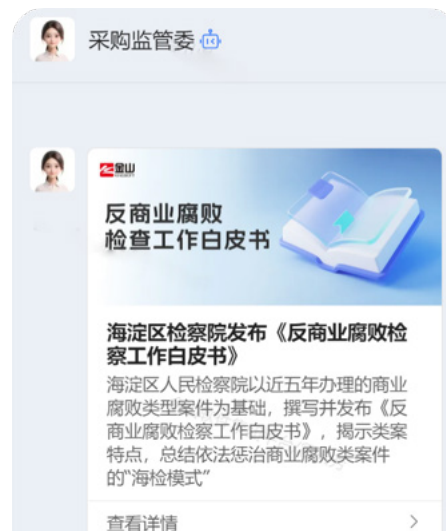 采购监管委
金山
反商业腐败
检查工作白皮书
海淀区检察院发布《反商业腐败检
察工作白皮书》
海淀区人民检察院以近五年办理的商业
腐败类型案件为基础，撰写并发布《反
商业腐败检察工作白皮书》，揭示类案
特点，总结依法惩治商业腐败类案件
的“海检模式”
查看详情